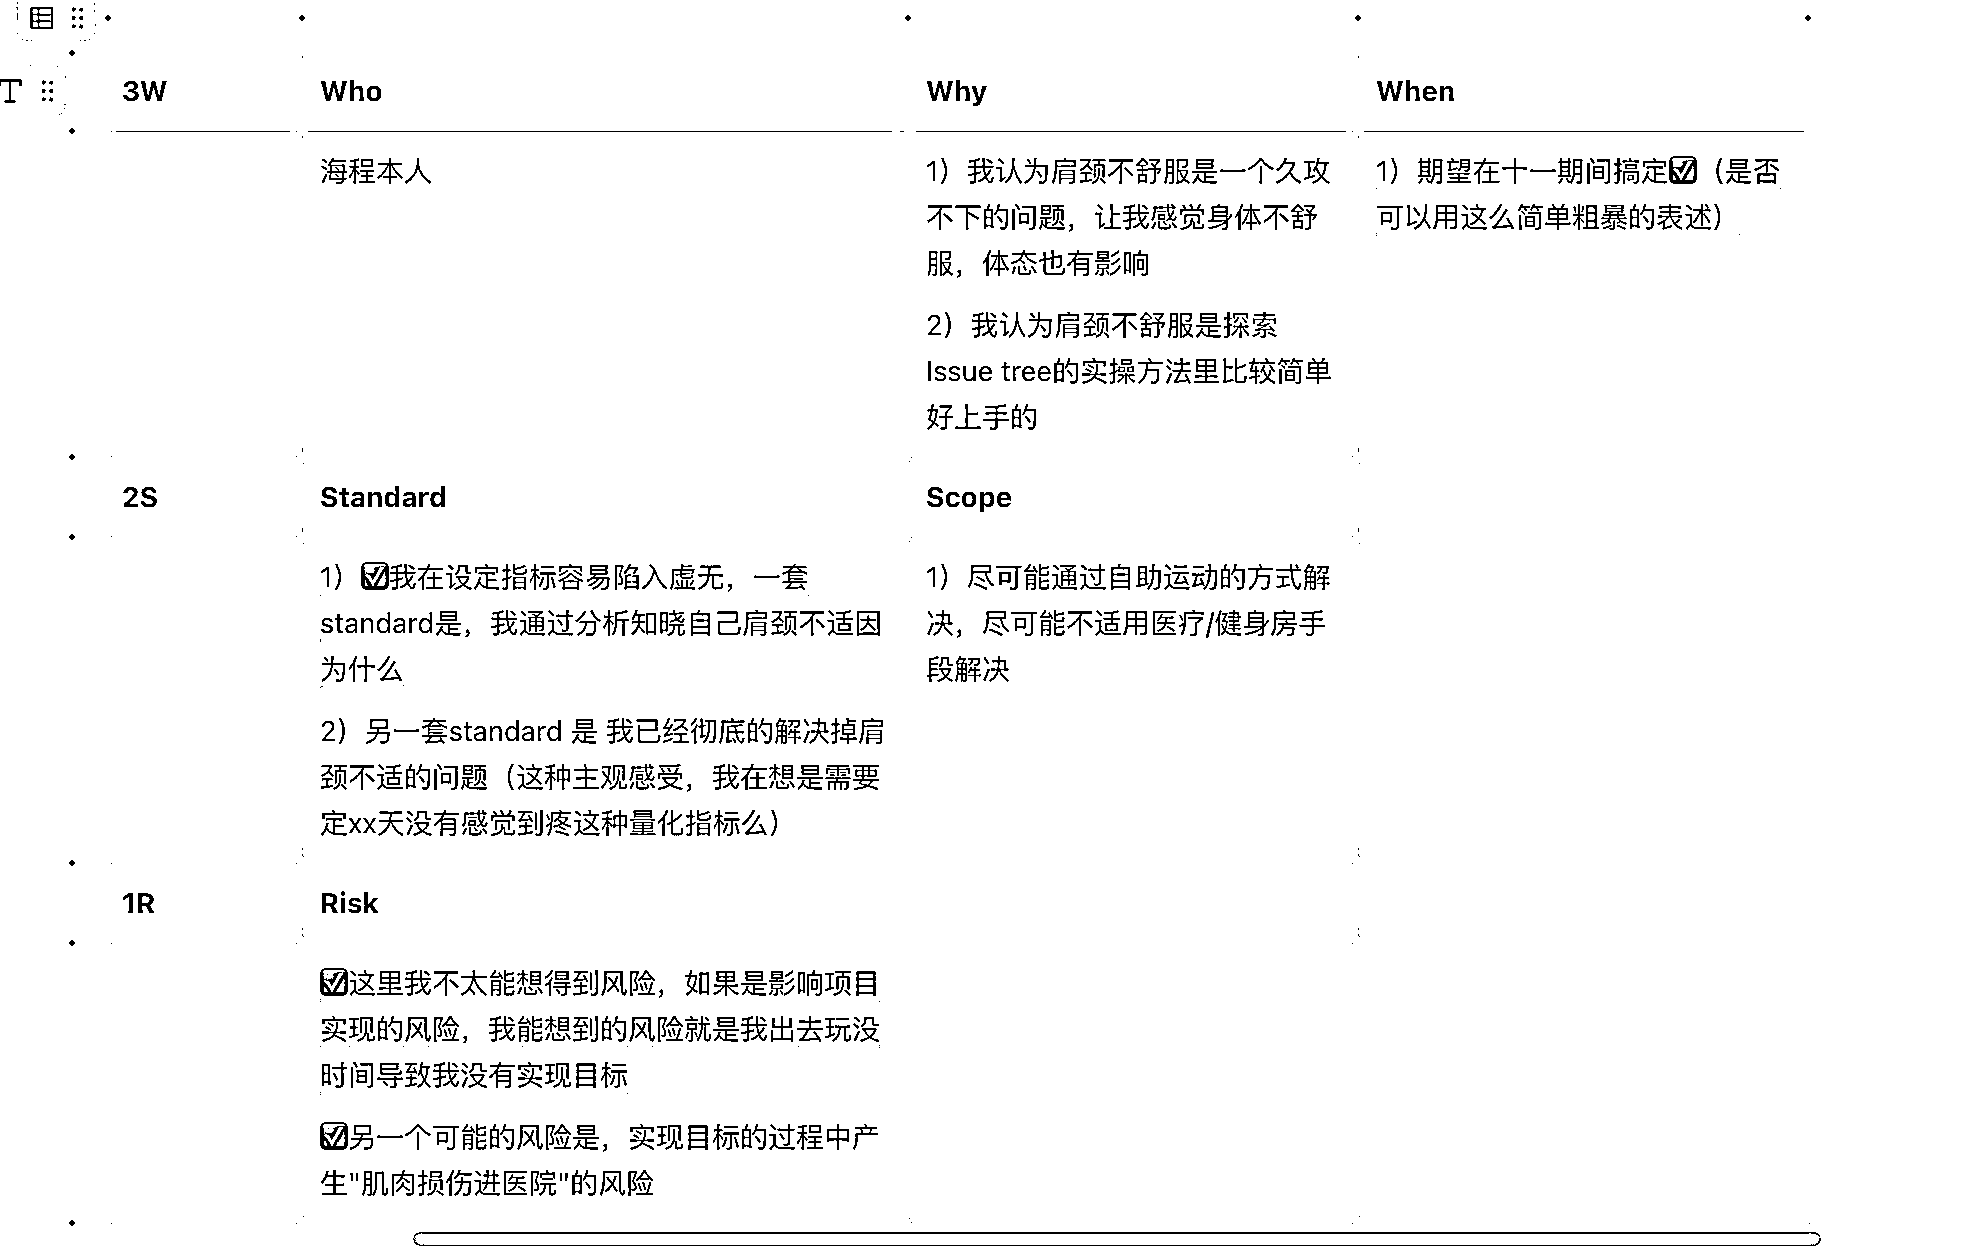 3W
Who
Why
When
海程本人
1）我认为肩颈不舒服是一个久攻
不下的问题，让我感觉身体不舒
服，体态也有影响
2）我认为肩颈不舒服是探索
Issue tree的实操方法里比较简单
好上手的
1）期望在十一期间搞定✅（是否
可以用这么简单粗暴的表述）
2S
Standard
Scope
1）✅我在设定指标容易陷入虚无，一套
standard是，我通过分析知晓自己肩颈不适因
为什么
2）另一套standard 是 我已经彻底的解决掉肩
颈不适的问题（这种主观感受，我在想是需要
定xx天没有感觉到疼这种量化指标么）
1）尽可能通过自助运动的方式解
决，尽可能不适用医疗/健身房手
段解决
1R
Risk
✅这里我不太能想得到风险，如果是影响项目
实现的风险，我能想到的风险就是我出去玩没
时间导致我没有实现目标
✅另一个可能的风险是，实现目标的过程中产
生"肌肉损伤进医院"的风险